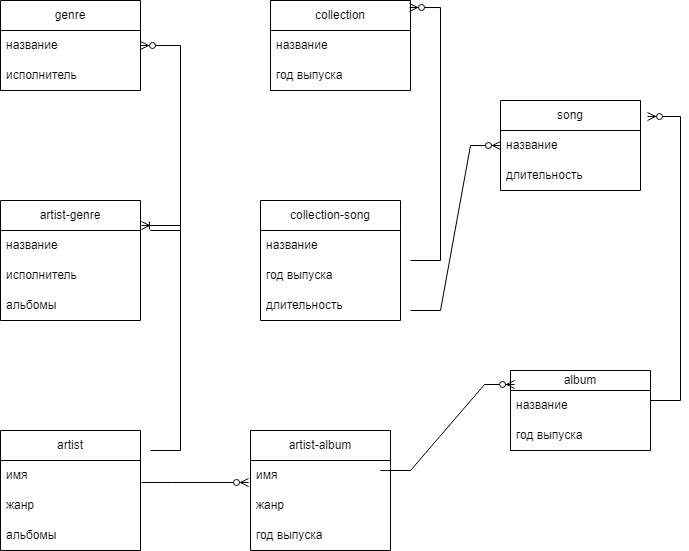 genre
название
исполнитель
collection
название
год выпуска
song
название
длительность
artist-genre
название
исполнитель
альбомы
collection-song
название
год выпуска
длительность
album
название
год выпуска
artist
имя
жанр
альбомы
artist-album
имя
жанр
год выпуска